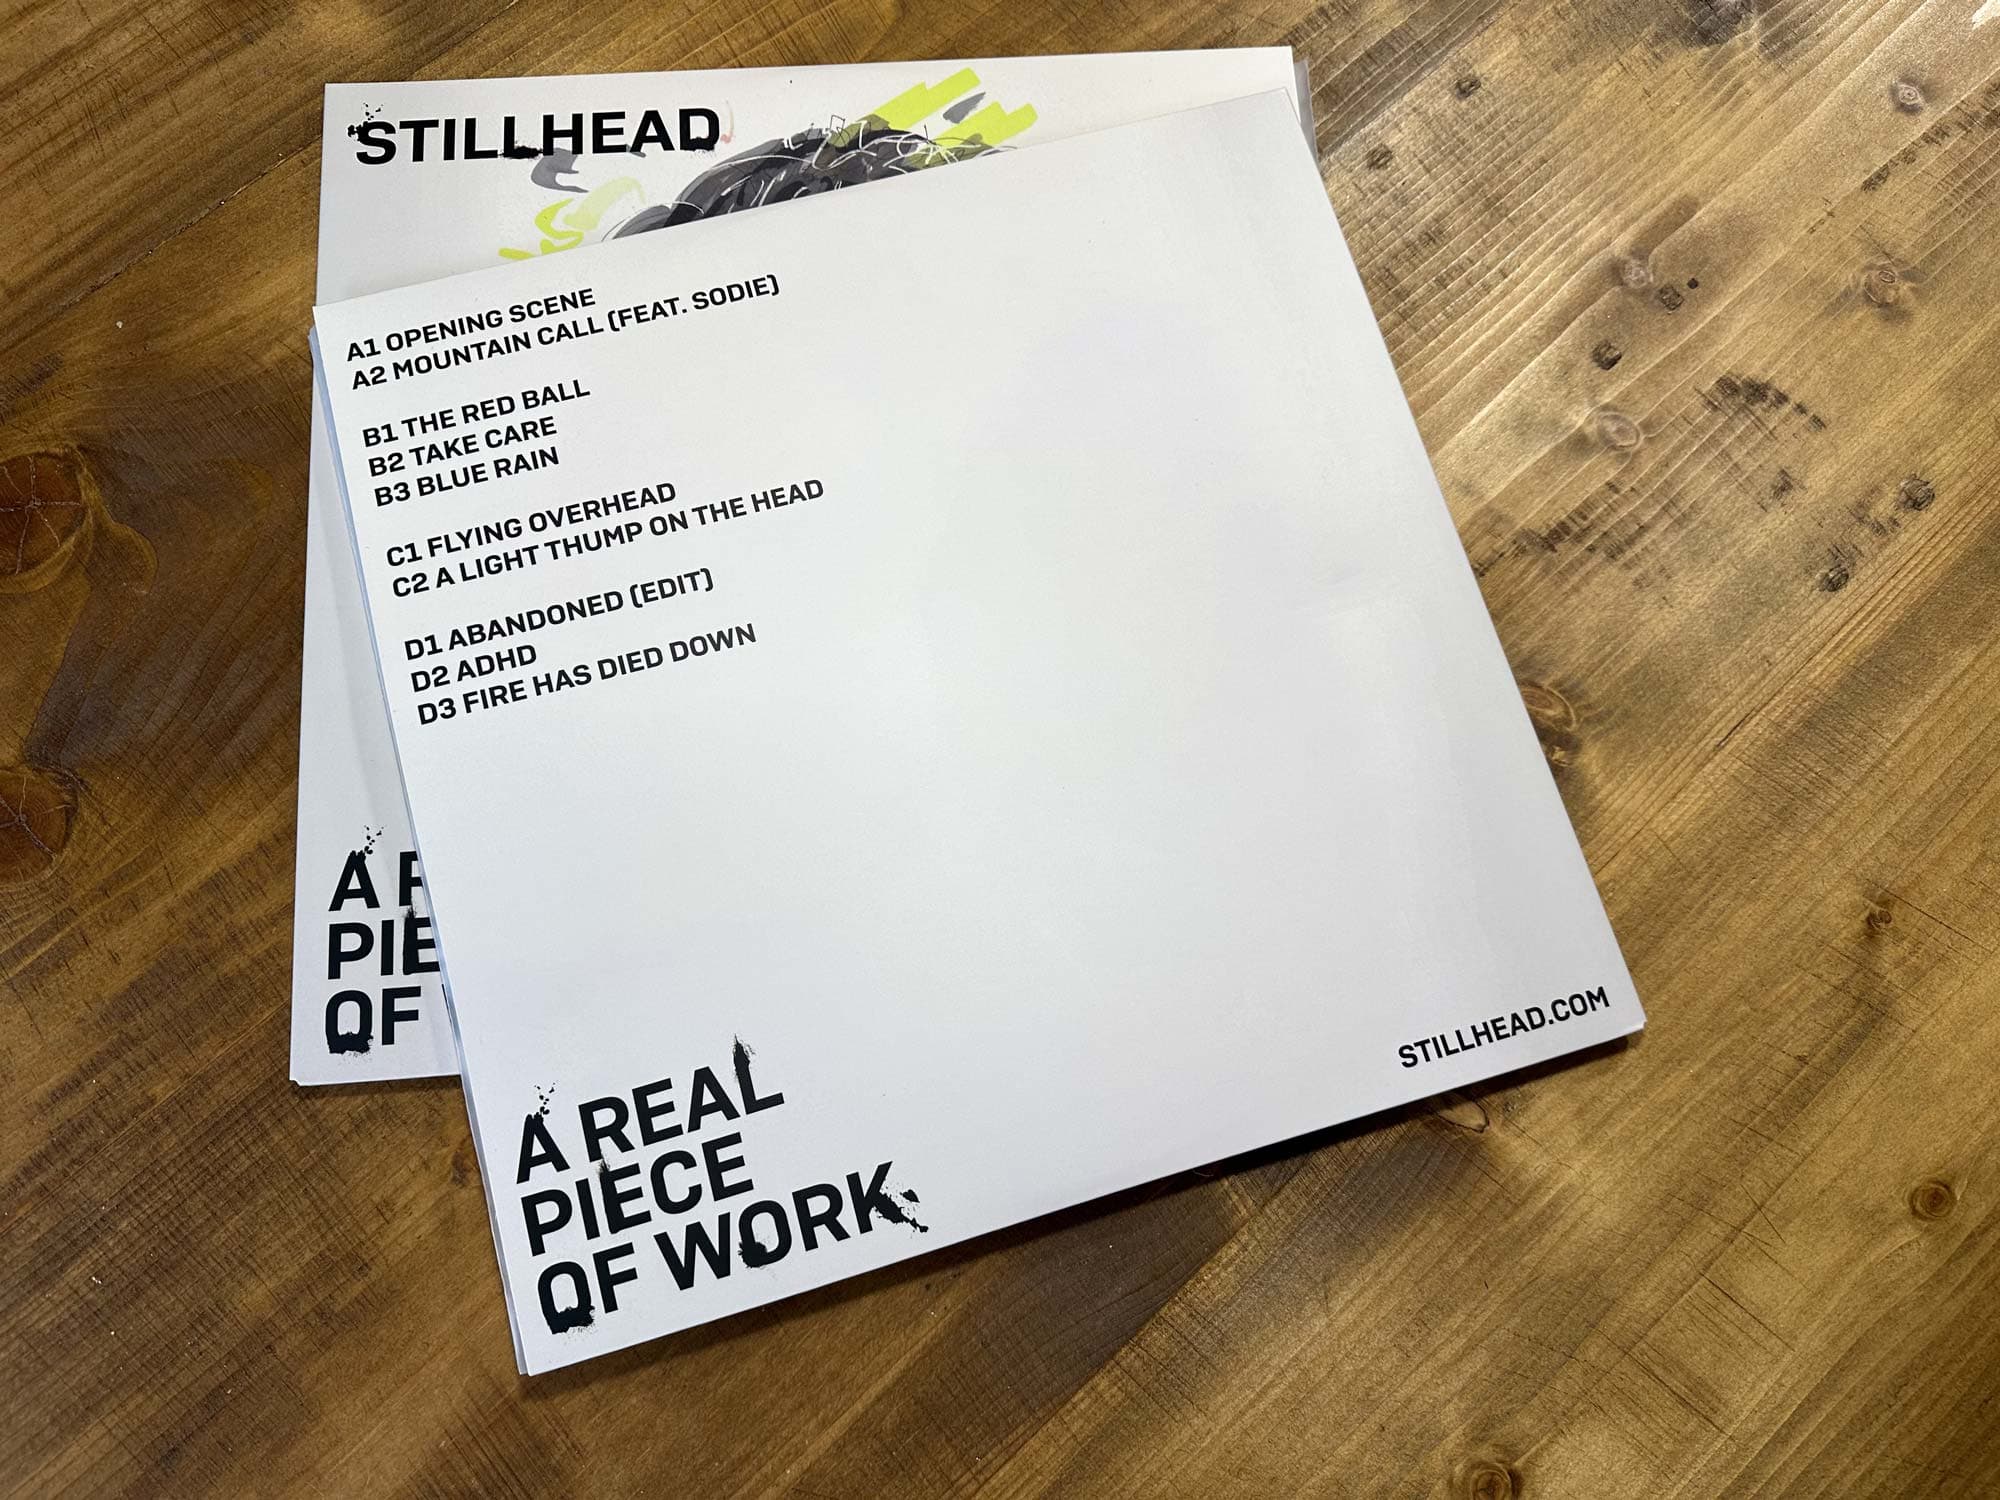 STILLHEAD
A1 OPENING SCENE
A2 MOUNTAIN CALL (FEAT. SODIE)
B1 THE RED BALL
B2 TAKE CARE
B3 BLUE RAIN
C1 FLYING OVERHEAD
C2 A LIGHT THUMP ON THE HEAD
D1 ABANDONED (EDIT)
D2 ADHD
D3 FIRE HAS DIED DOWN
A
OF
A REAL
PIECE
OF WORK
STILLHEAD.COM